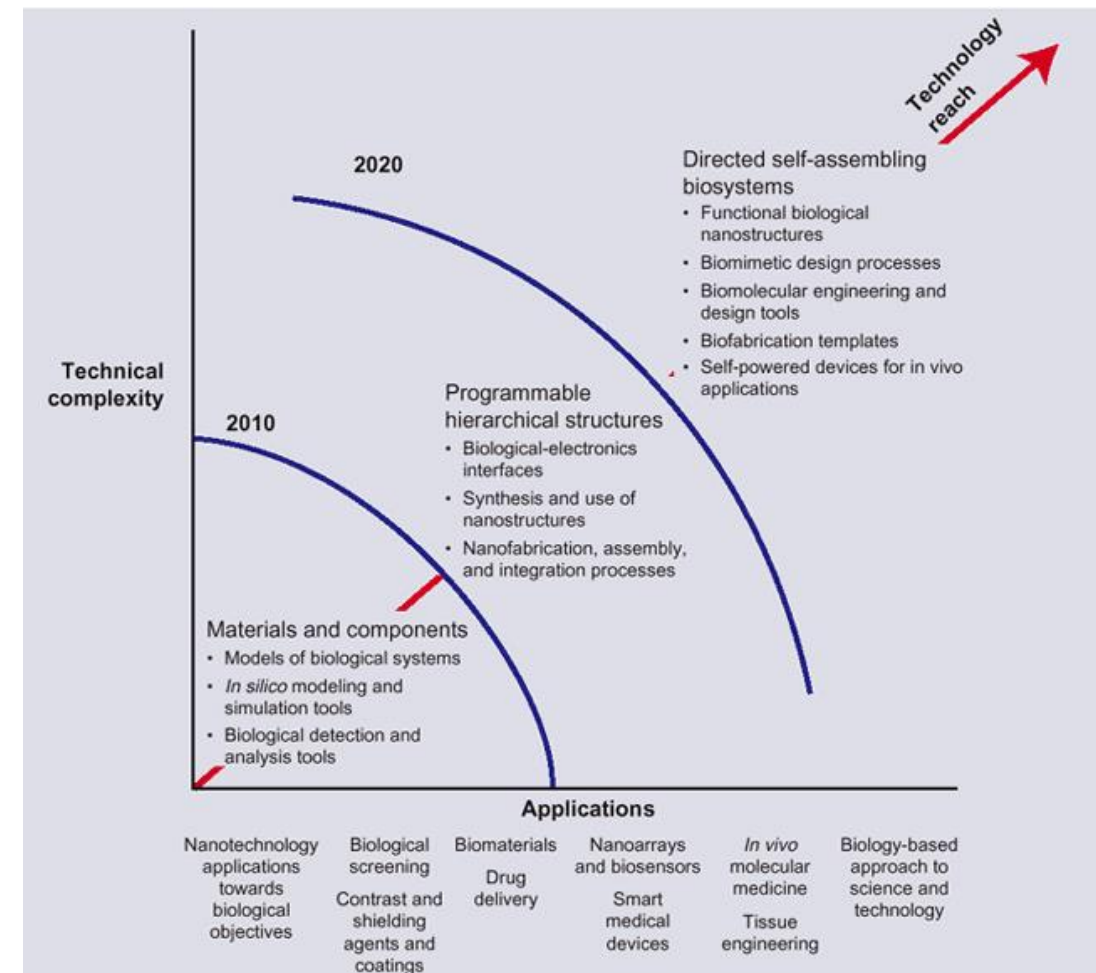 Technology
reach
2020
Directed self-assembling
biosystems
• Functional biological
nanostructures
• Biomimetic design processes
• Biomolecular engineering and
design tools
• Biofabrication templates
• Self-powered devices for in vivo
applications
Technical
complexity
2010
Programmable
hierarchical structures
• Biological-electronics
interfaces
• Synthesis and use of
nanostructures
• Nanofabrication, assembly,
and integration processes
Materials and components
• Models of biological systems
• In silico modeling and
simulation tools
• Biological detection and
analysis tools
Applications
Nanotechnology
applications
towards
biological
objectives
Biological
screening
Contrast and
shielding
agents and
coatings
Biomaterials
Drug
delivery
Nanoarrays
and biosensors
Smart
medical
devices
In vivo
molecular
medicine
Tissue
engineering
Biology-based
approach to
science and
technology